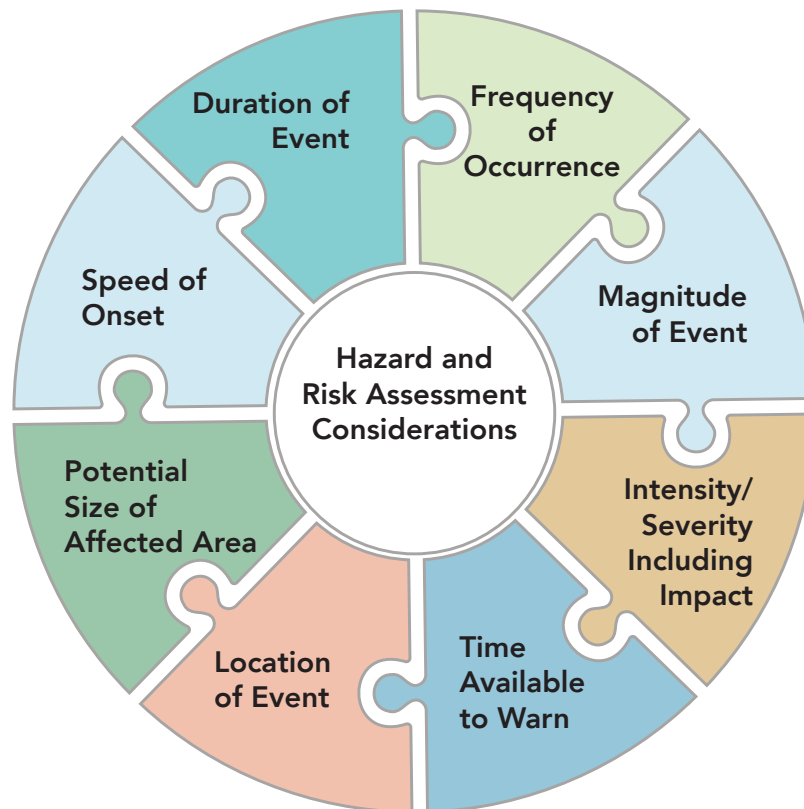 Hazard and
Risk Assessment
Considerations
Frequency
of
Occurrence
Magnitude
of Event
Intensity/
Severity
Including
Impact
Time
Available
to Warn
Location
of Event
Potential
Size of
Affected Area
Speed of
Onset
Duration of
Event